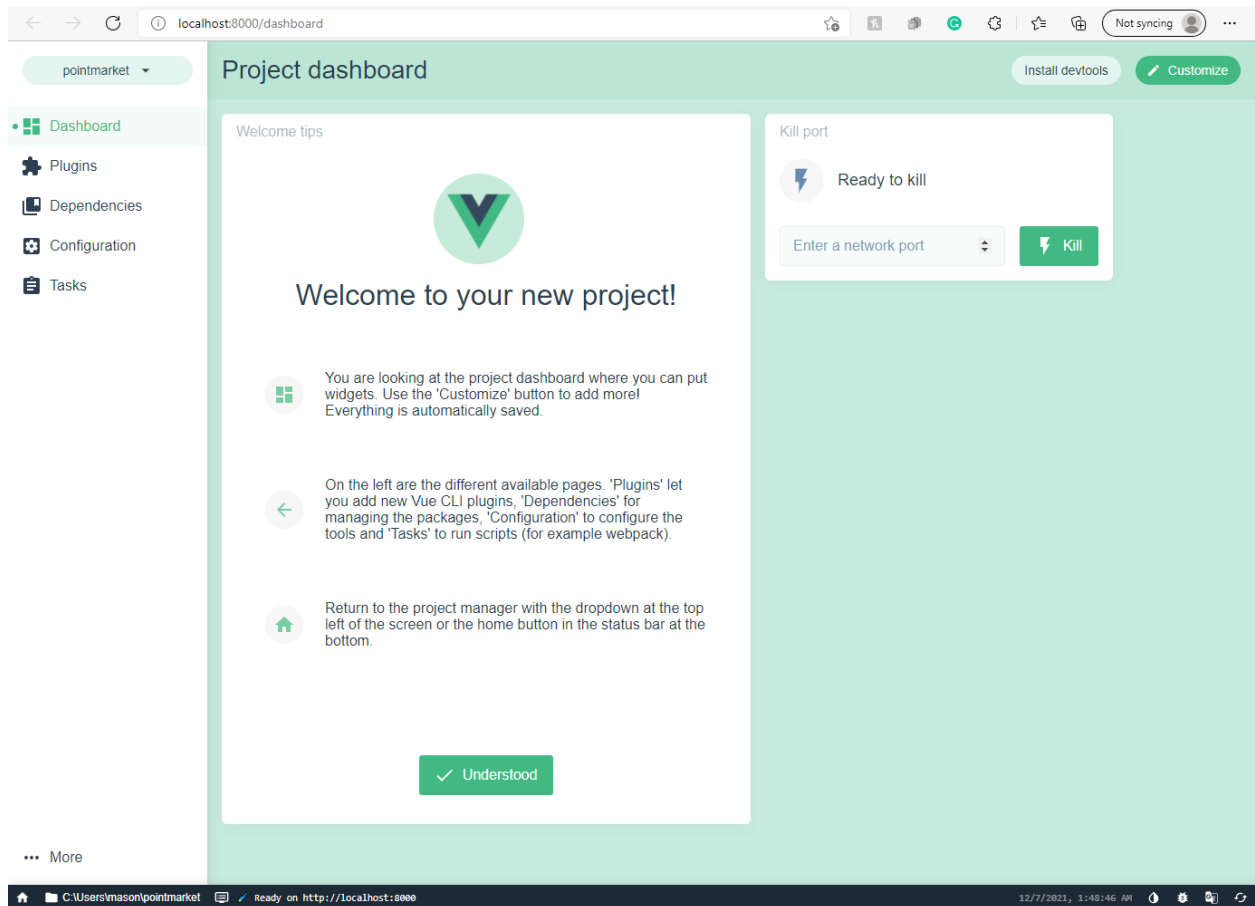 localhost:8000/dashboard
Not syncing
pointmarket
Project dashboard
Install devtools
Customize
Dashboard
Plugins
Dependencies
Configuration
Tasks
More
Welcome tips
Welcome to your new project!
You are looking at the project dashboard where you can put
widgets. Use the 'Customize' button to add more!
Everything is automatically saved.
On the left are the different available pages. 'Plugins' let
you add new Vue CLI plugins, 'Dependencies' for
managing the packages, 'Configuration' to configure the
tools and 'Tasks' to run scripts (for example webpack).
Return to the project manager with the dropdown at the top
left of the screen or the home button in the status bar at the
bottom.
Understood
Kill port
Ready to kill
Enter a network port
Kill
C:\Users\mason\pointmarket
Ready on http://localhost:8000
12/7/2021, 1:48:46 AM